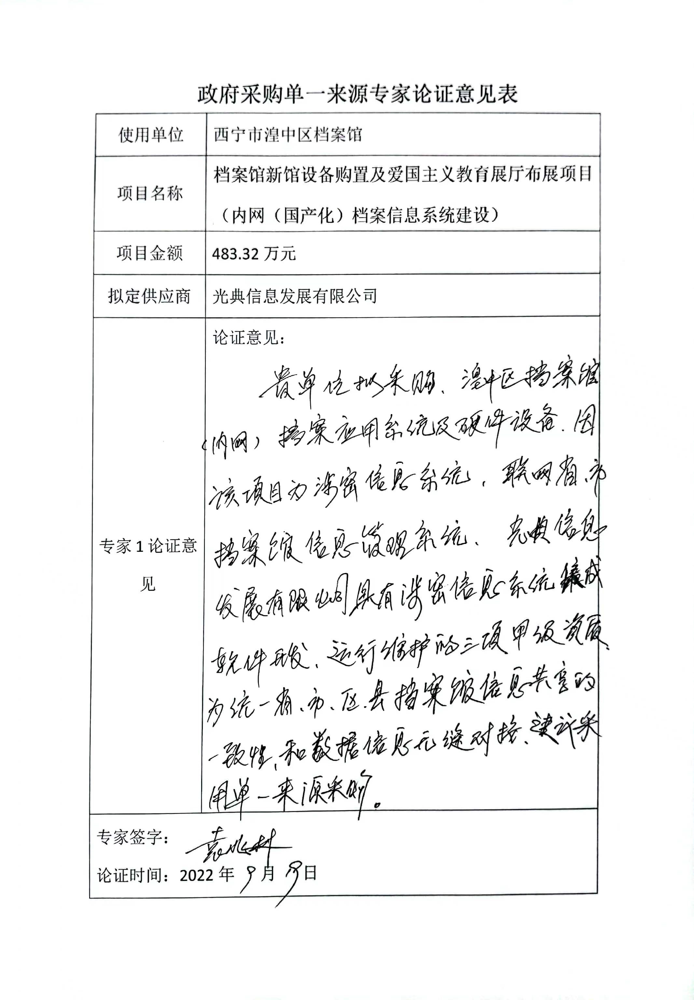 政府采购单一来源专家论证意见表
使用单位
西宁市湟中区档案馆
项目名称
档案馆新馆设备购置及爱国主义教育展厅布展项目
（内网（国产化）档案信息系统建设）
项目金额
483.32 万元
拟定供应商
光典信息发展有限公司
专家 1 论证意
见
论证意见：
贵单位拟采购、湟中区档案馆
（内网）档案应用系统及硬件设备.因
该项目为涉密信息系统，联网省、市
档案馆信息管理系统、光典信息
发展有限公司具有涉密信息系统集成
软件开发、运行维护的三项甲级资质、
为统一省、市、区、县档案馆信息共享的
一致性,和数据信息无缝对接、建议采
用单一来源采购。
专家签字：
论证时间：2022 年 9 月 日